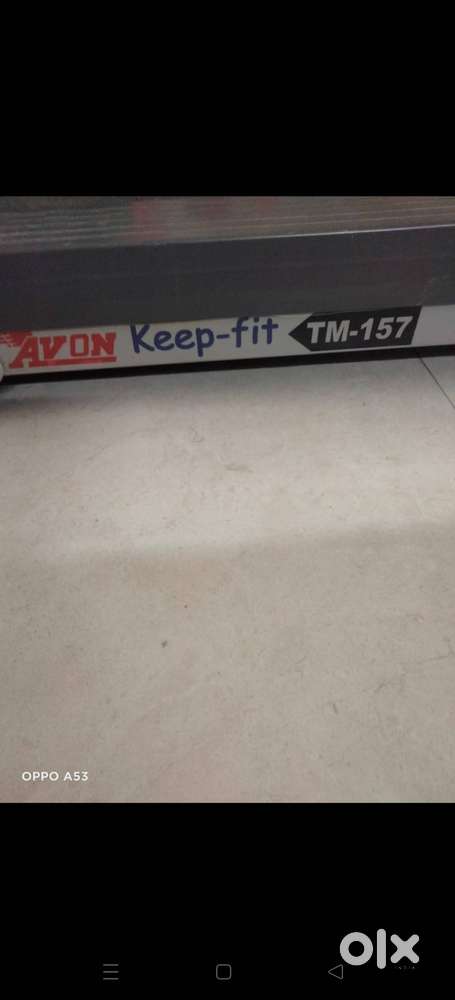 AVON Keep-fit TM-157
OPPO A53
olx